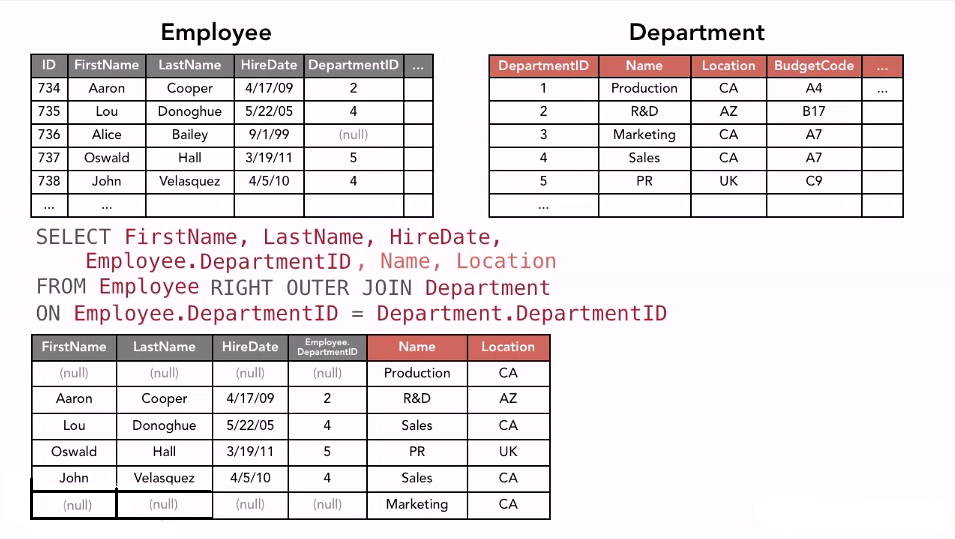 Employee
Department
ID FirstName LastName HireDate DepartmentID ...
734 Aaron Cooper 4/17/09 2
735 Lou Donoghue 5/22/05 4
736 Alice Bailey 9/1/99 (null)
737 Oswald Hall 3/19/11 5
738 John Velasquez 4/5/10 4
... ...
DepartmentID Name Location BudgetCode ...
1 Production CA A4 ...
2 R&D AZ B17
3 Marketing CA A7
4 Sales CA A7
5 PR UK C9
...
SELECT FirstName, LastName, HireDate,
Employee.DepartmentID, Name, Location
FROM Employee RIGHT OUTER JOIN Department
ON Employee.DepartmentID = Department.DepartmentID
FirstName LastName HireDate Employee.DepartmentID Name Location
(null) (null) (null) (null) Production CA
Aaron Cooper 4/17/09 2 R&D AZ
Lou Donoghue 5/22/05 4 Sales CA
Oswald Hall 3/19/11 5 PR UK
John Velasquez 4/5/10 4 Sales CA
(null) (null) (null) (null) Marketing CA